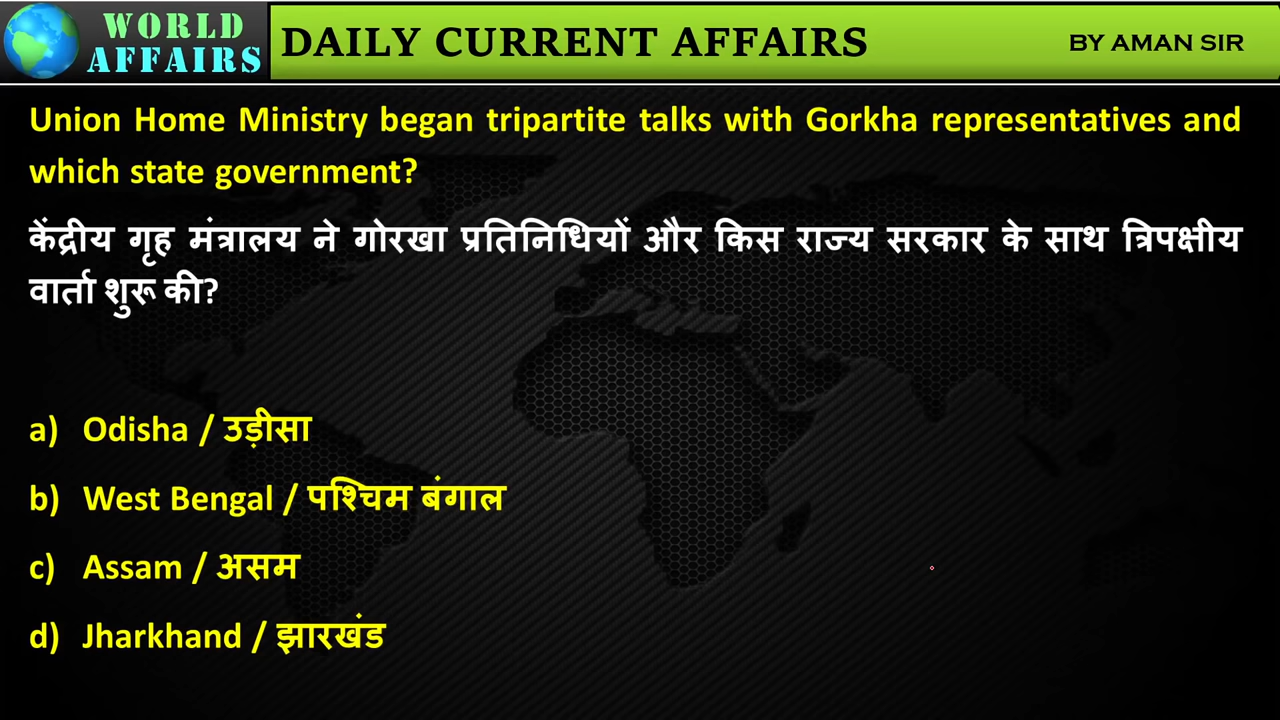 WORLD
AFFAIRS
DAILY CURRENT AFFAIRS
BY AMAN SIR
Union Home Ministry began tripartite talks with Gorkha representatives and
which state government?
केंद्रीय गृह मंत्रालय ने गोरखा प्रतिनिधियों और किस राज्य सरकार के साथ त्रिपक्षीय
वार्ता शुरू की?
a) Odisha / उड़ीसा
b) West Bengal / पश्चिम बंगाल
c) Assam / असम
d) Jharkhand / झारखंड